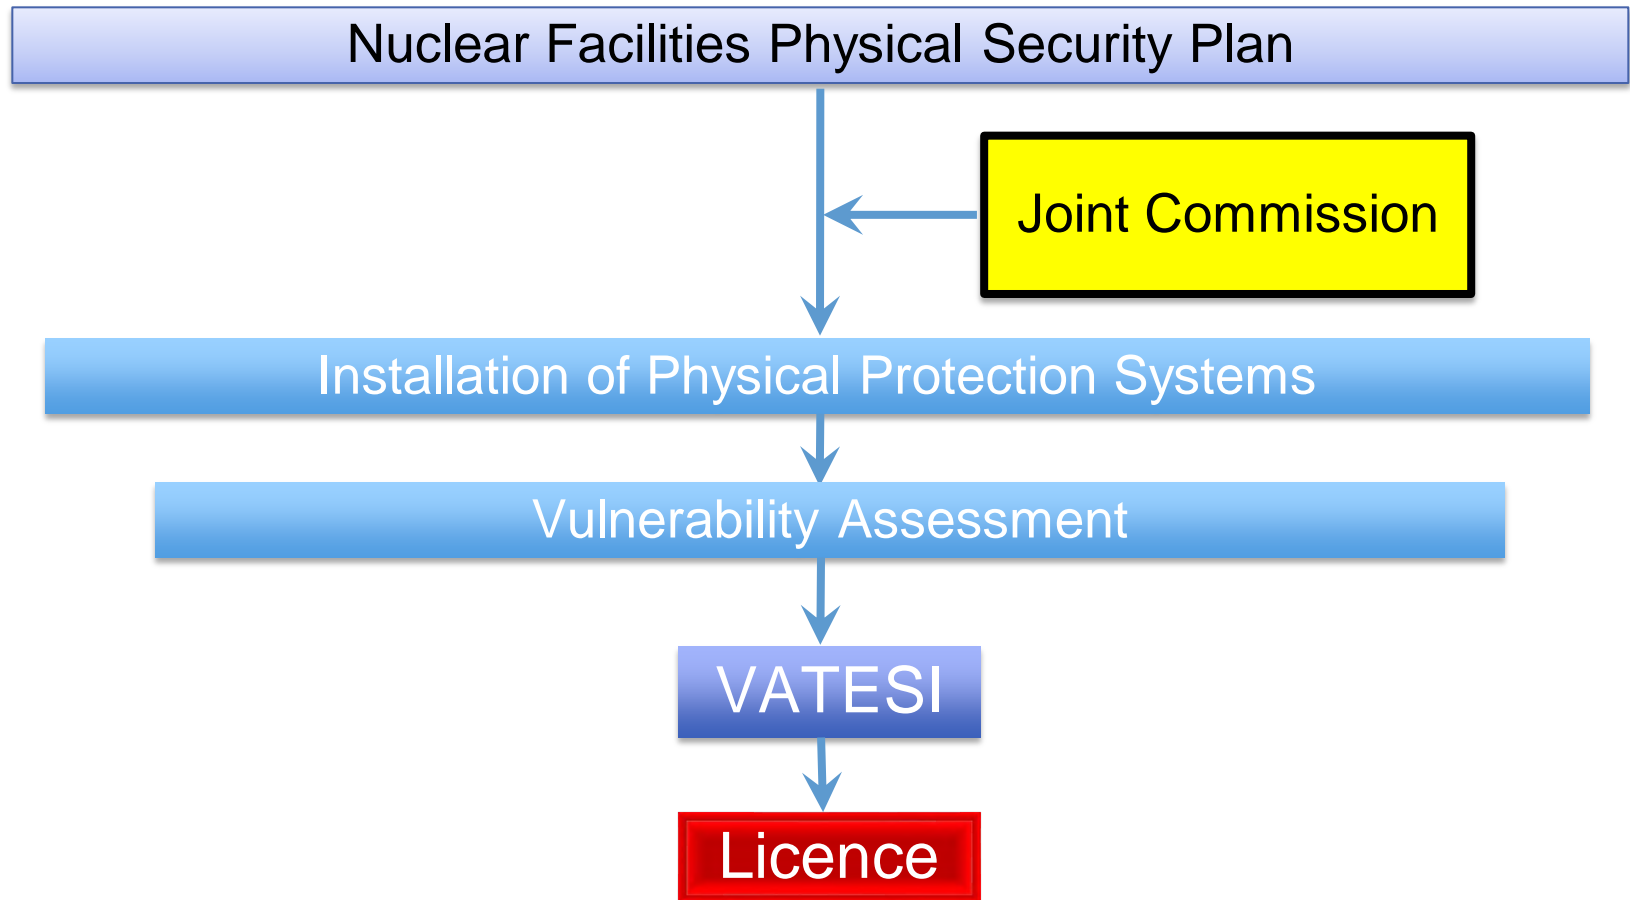 Nuclear Facilities Physical Security Plan
Joint Commission
Installation of Physical Protection Systems
Vulnerability Assessment
VATESI
Licence